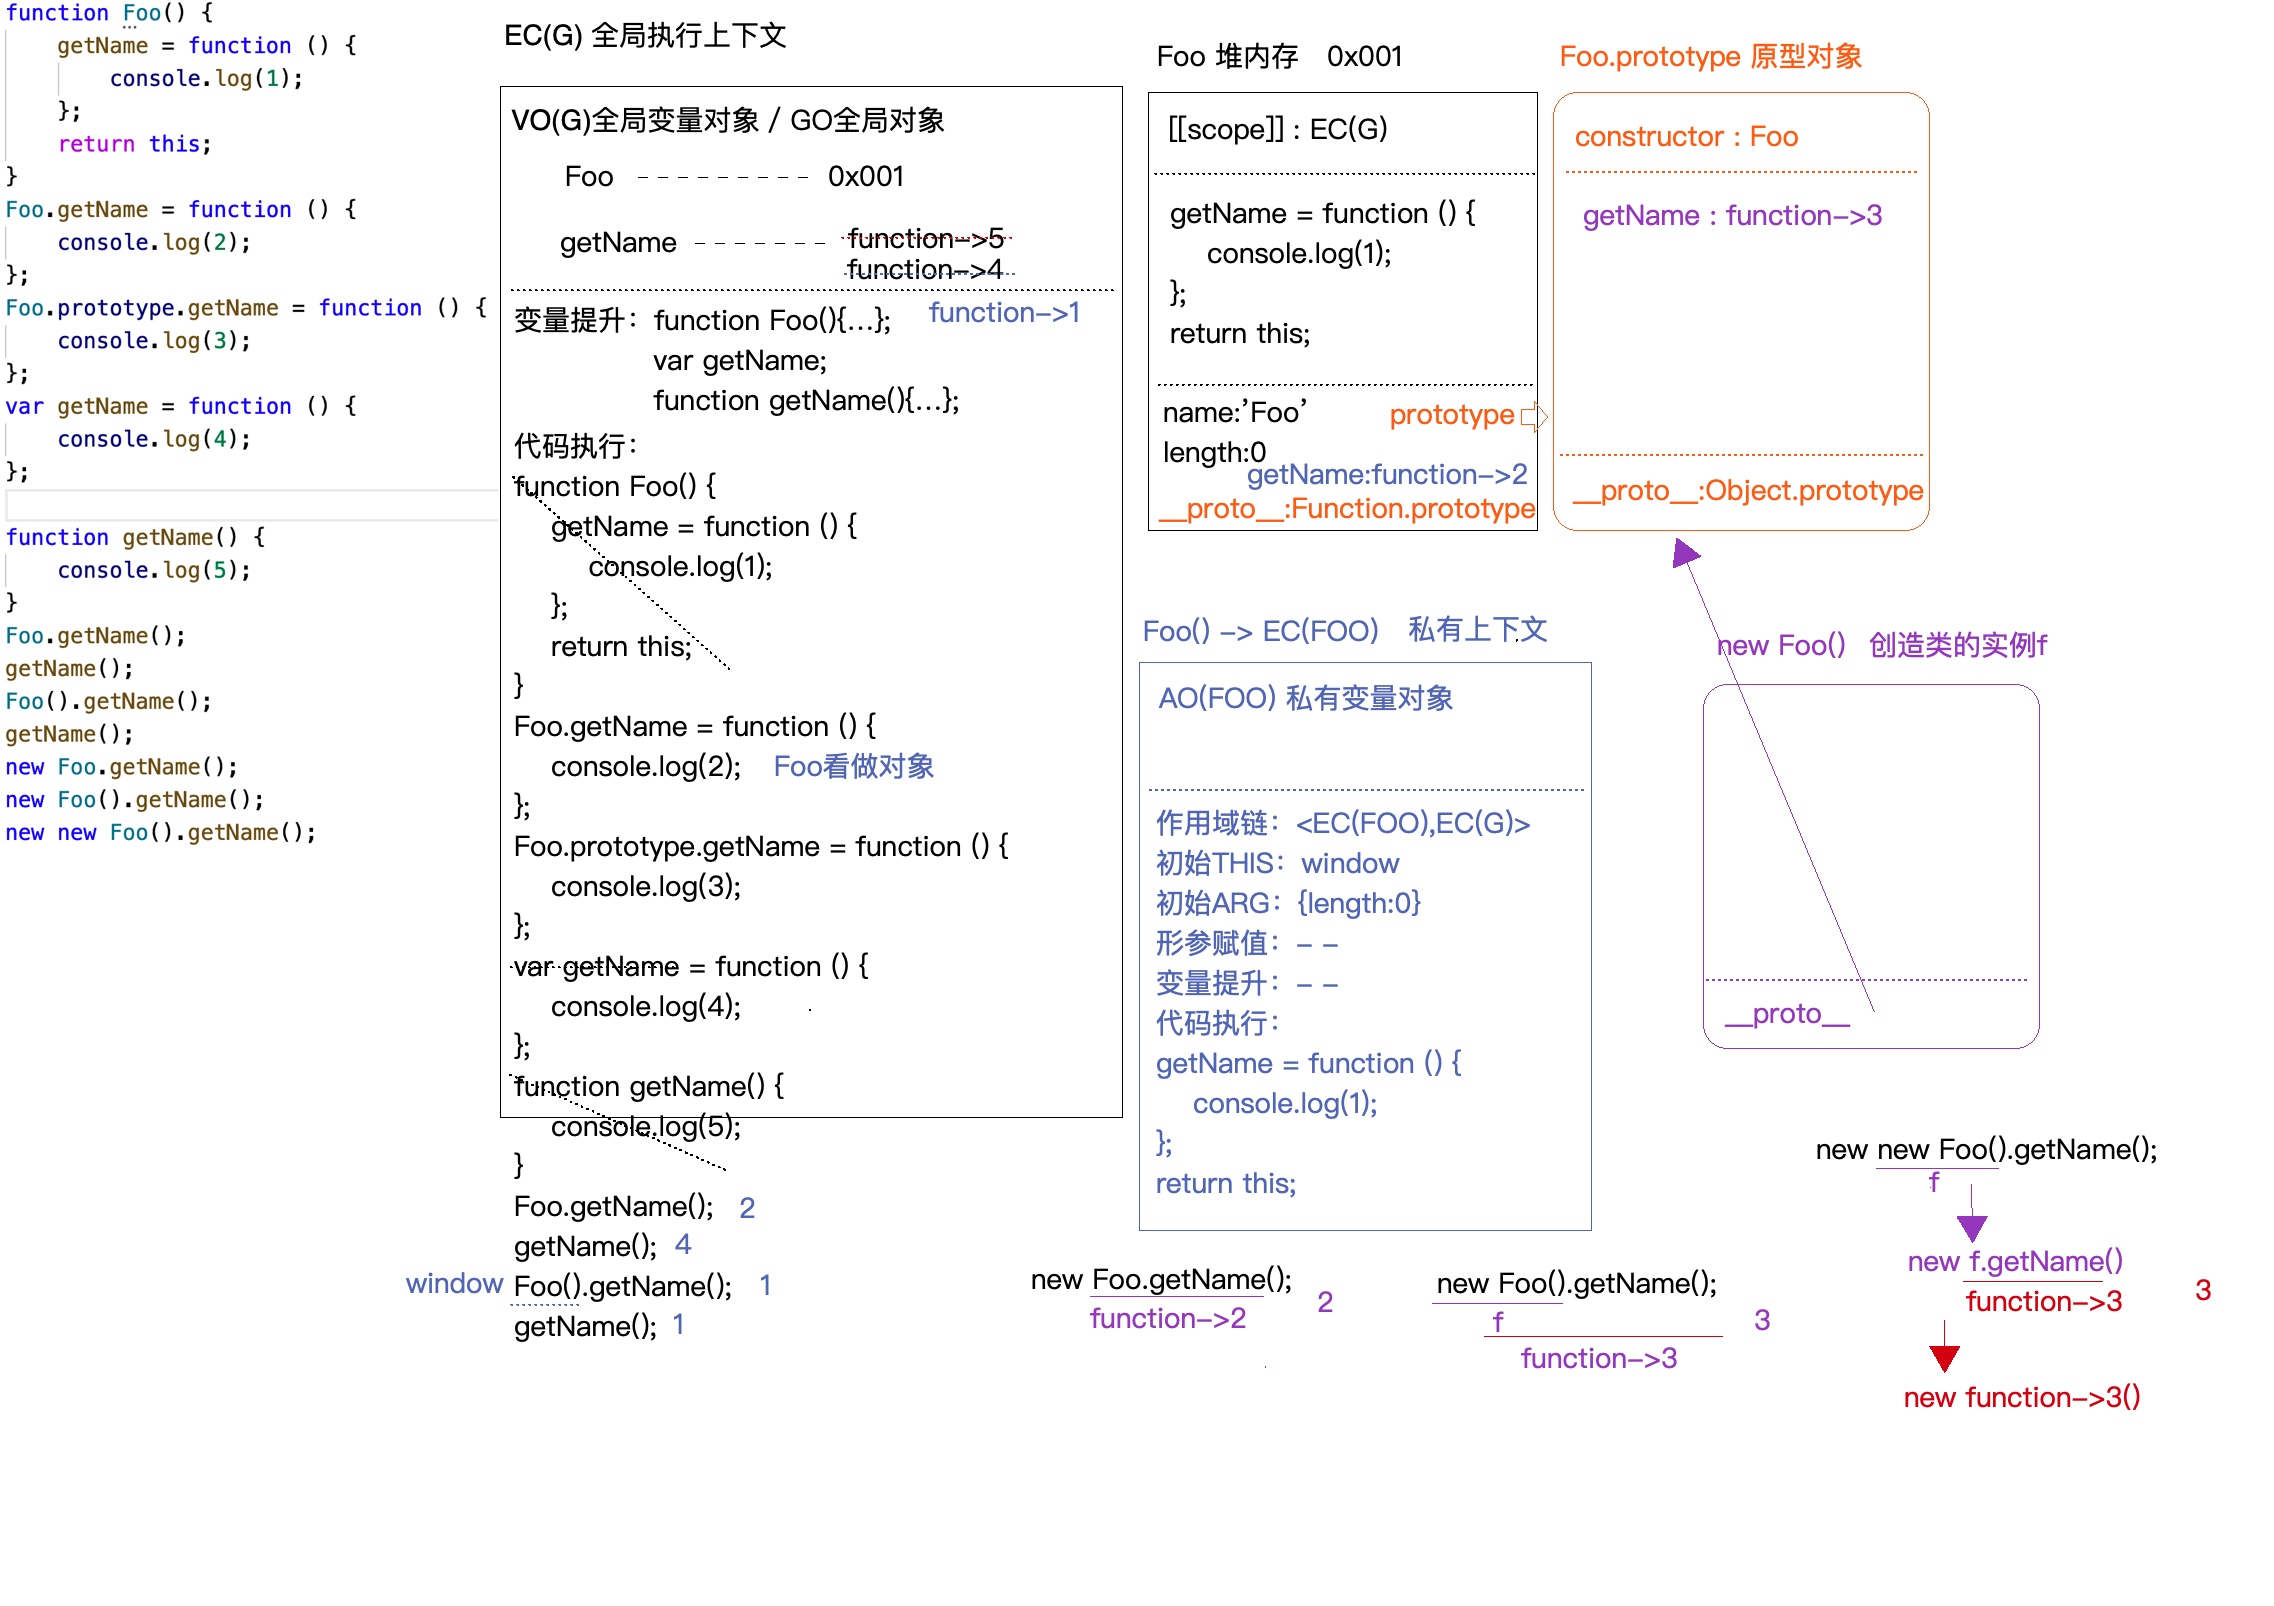 function Foo() {
getName = function () {
console.log(1);
};
return this;
}
Foo.getName = function () {
console.log(2);
};
Foo.prototype.getName = function () {
console.log(3);
};
var getName = function () {
console.log(4);
};
function getName() {
console.log(5);
}
Foo.getName();
getName();
Foo().getName();
getName();
new Foo.getName();
new Foo().getName();
new new Foo().getName();
EC(G) 全局执行上下文
VO(G)全局变量对象 / GO全局对象
Foo --------- 0x001
getName ------ function->5
function->4
function->1
变量提升：function Foo(){...};
var getName;
function getName(){...};
代码执行：
function Foo() {
getName = function () {
console.log(1);
};
return this;
}
Foo.getName = function () {
console.log(2); Foo看做对象
};
Foo.prototype.getName = function () {
console.log(3);
};
var getName = function () {
console.log(4);
};
function getName() {
console.log(5);
}
Foo.getName(); 2
getName(); 4
window Foo().getName(); 1
getName(); 1
Foo 堆内存 0x001
[[scope]] : EC(G)
getName = function () {
console.log(1);
};
return this;
name:’Foo’ prototype
length:0
getName:function->2
__proto__:Function.prototype
Foo.prototype 原型对象
constructor : Foo
getName : function->3
__proto__:Object.prototype
Foo() -> EC(FOO) 私有上下文
AO(FOO) 私有变量对象
作用域链：<EC(FOO),EC(G)>
初始THIS：window
初始ARG：{length:0}
形参赋值：- -
变量提升：- -
代码执行：
getName = function () {
console.log(1);
};
return this;
new Foo() 创造类的实例f
__proto__
new Foo.getName();
function->2 2
new Foo().getName();
f 3
function->3
new new Foo().getName();
f
new f.getName()
function->3 3
new function->3()